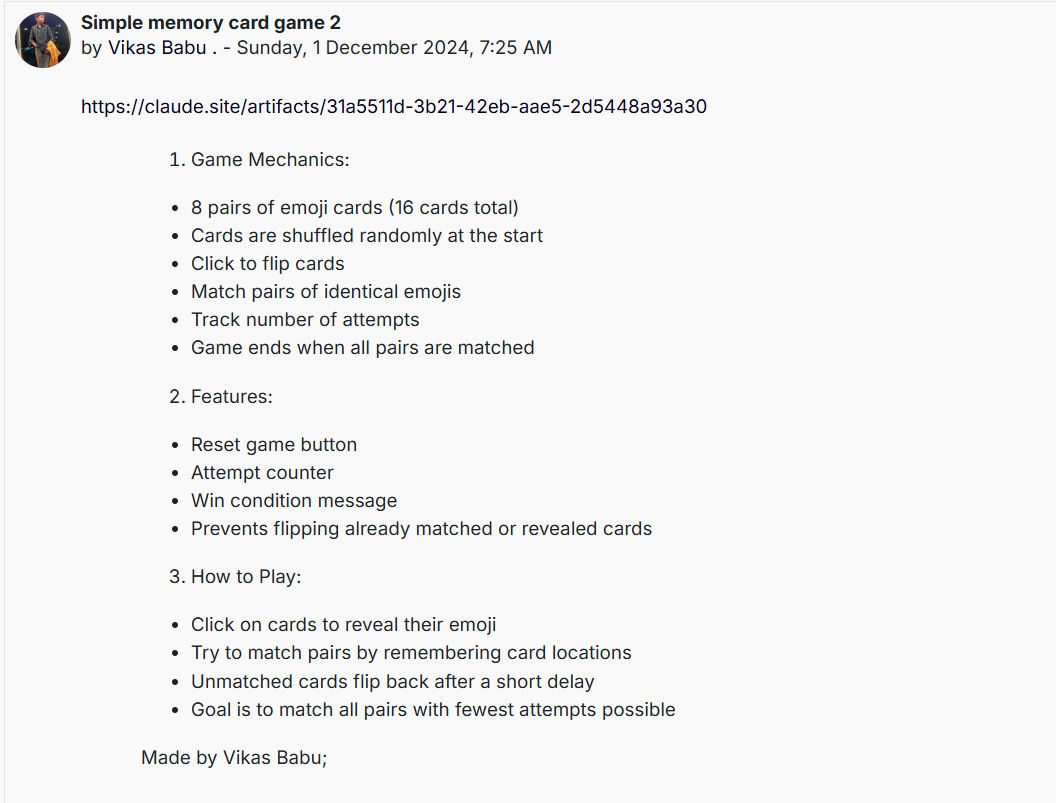 Simple memory card game 2
by Vikas Babu . - Sunday, 1 December 2024, 7:25 AM
https://claude.site/artifacts/31a5511d-3b21-42eb-aae5-2d5448a93a30
1. Game Mechanics:
• 8 pairs of emoji cards (16 cards total)
• Cards are shuffled randomly at the start
• Click to flip cards
• Match pairs of identical emojis
• Track number of attempts
• Game ends when all pairs are matched
2. Features:
• Reset game button
• Attempt counter
• Win condition message
• Prevents flipping already matched or revealed cards
3. How to Play:
• Click on cards to reveal their emoji
• Try to match pairs by remembering card locations
• Unmatched cards flip back after a short delay
• Goal is to match all pairs with fewest attempts possible
Made by Vikas Babu;